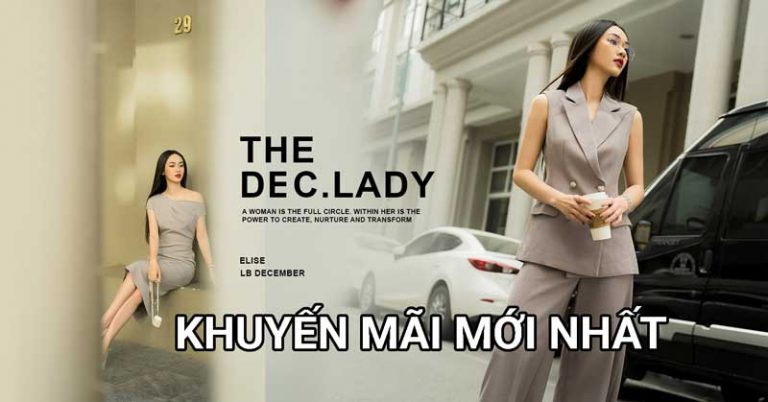 29
THE
DEC.LADY
A WOMAN IS THE FULL CIRCLE. WITHIN HER IS THE
POWER TO CREATE, NURTURE AND TRANSFORM
ELISE
LB DECEMBER
KHUYẾN MÃI MỚI NHẤT